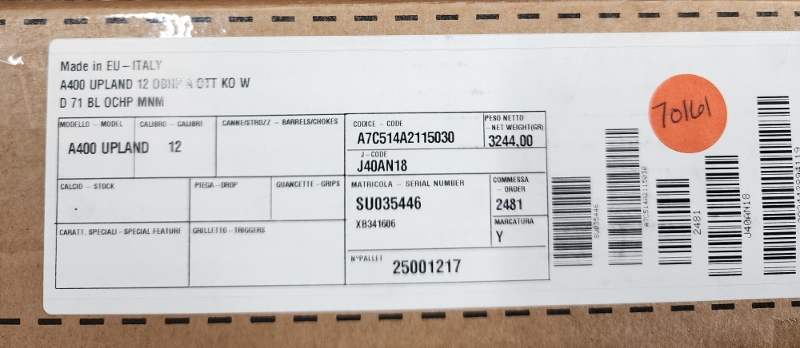 Made in EU-ITALY
A400 UPLAND 12 OBHP A OTT KO W
D 71 BL OCHP MNM
MODELLO - MODEL
CALIBRO - CALIBRE
CANNE/STROZZ - BARRELS/CHOKES
CODICE - CODE
PESO NETTO
- NET WEIGHT(GR)
A400 UPLAND
12
A7C514A2115030
3244.00
J - CODE
J40AN18
CALCIO - STOCK
PIEGA-DROP
GUANCETTE-GRIPS
MATRICOLA - SERIAL NUMBER
COMMESSA
- ORDER
SU035446
2481
XB341606
MARCATURA
Y
CARATT. SPECIALI-SPECIAL FEATURE
GRILLETTO-TRIGGERS
N°PALLET
25001217
70161
SU035446
A7C514A2115030
2481
J40AN18